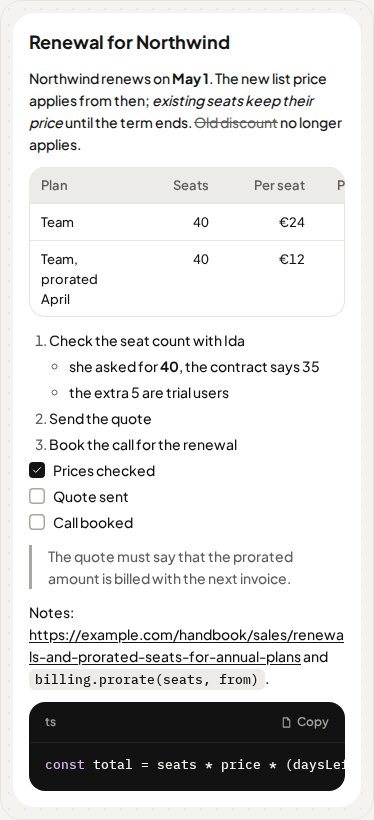 Renewal for Northwind
Northwind renews on May 1. The new list price
applies from then; existing seats keep their
price until the term ends. Old discount no longer
applies.
Plan Seats Per seat P
Team 40 €24
Team, 40 €12
prorated
April
1. Check the seat count with Ida
she asked for 40, the contract says 35
the extra 5 are trial users
2. Send the quote
3. Book the call for the renewal
Prices checked
Quote sent
Call booked
The quote must say that the prorated
amount is billed with the next invoice.
Notes:
https://example.com/handbook/sales/renewa
ls-and-prorated-seats-for-annual-plans and
billing.prorate(seats, from).
ts Copy
const total = seats * price * (daysLe